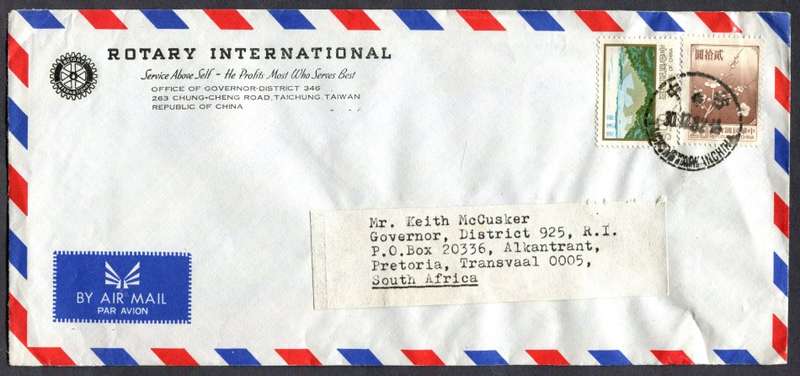 ROTARY INTERNATIONAL
Service Above Self - He Profits Most Who Serves Best
OFFICE OF GOVERNOR-DISTRICT 346
263 CHUNG-CHENG ROAD, TAICHUNG, TAIWAN
REPUBLIC OF CHINA
貳拾圓
Mr. Keith McCusker
Governor, District 925, R.I.
P.O.Box 20336, Alkantrant,
Pretoria, Transvaal 0005,
South Africa
BY AIR MAIL
PAR AVION